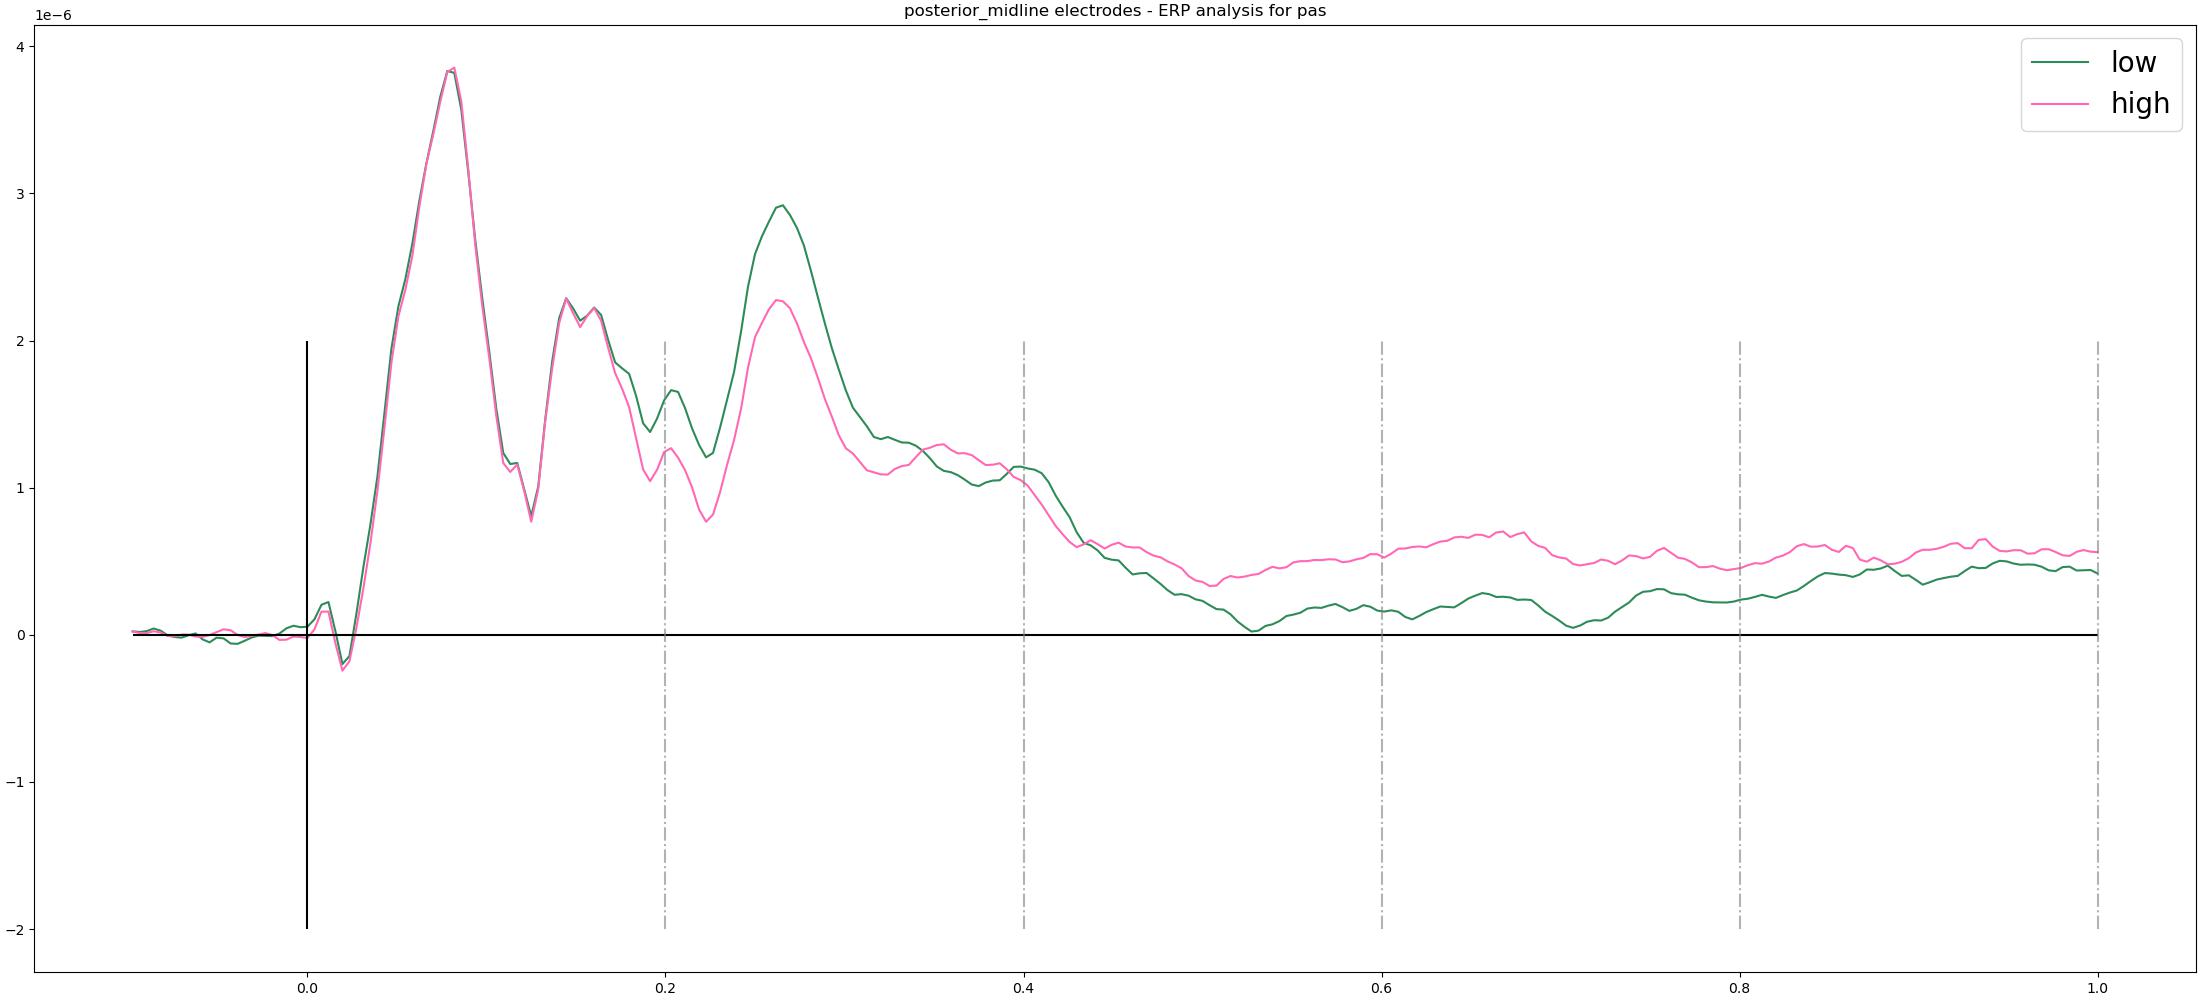 posterior_midline electrodes - ERP analysis for pas
1e−6
4
3
2
1
0
−1
−2
low
high
0.0 0.2 0.4 0.6 0.8 1.0